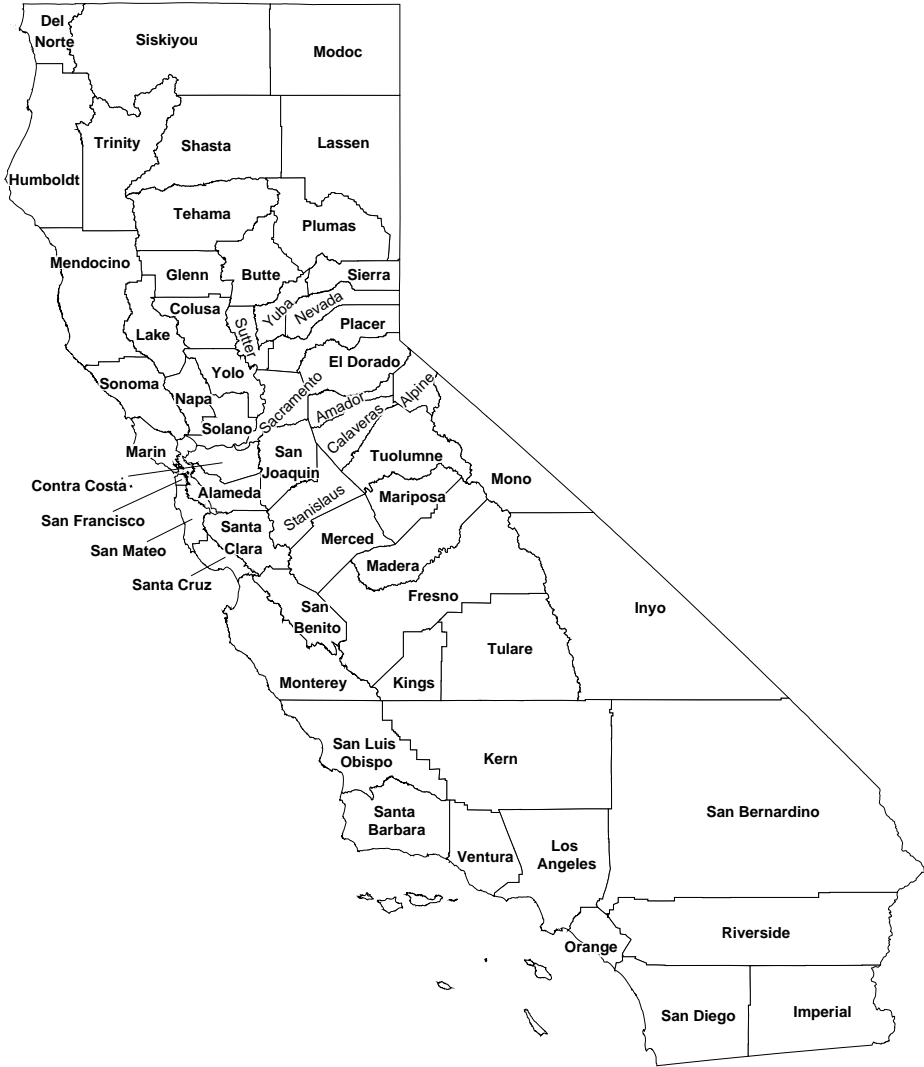 Del
Norte
Siskiyou
Modoc
Trinity
Shasta
Lassen
Humboldt
Tehama
Plumas
Mendocino
Glenn
Butte
Sierra
Colusa
Yuba
Nevada
Sutter
Placer
Lake
El Dorado
Yolo
Sonoma
Napa
Sacramento
Alpine
Amador
Solano
Calaveras
Marin
San
Joaquin
Tuolumne
Mono
Contra Costa
Alameda
Stanislaus
Mariposa
San Francisco
Santa
Clara
San Mateo
Merced
Madera
Santa Cruz
Fresno
San
Benito
Inyo
Tulare
Monterey
Kings
San Luis
Obispo
Kern
Santa
Barbara
San Bernardino
Ventura
Los
Angeles
Orange
Riverside
San Diego
Imperial